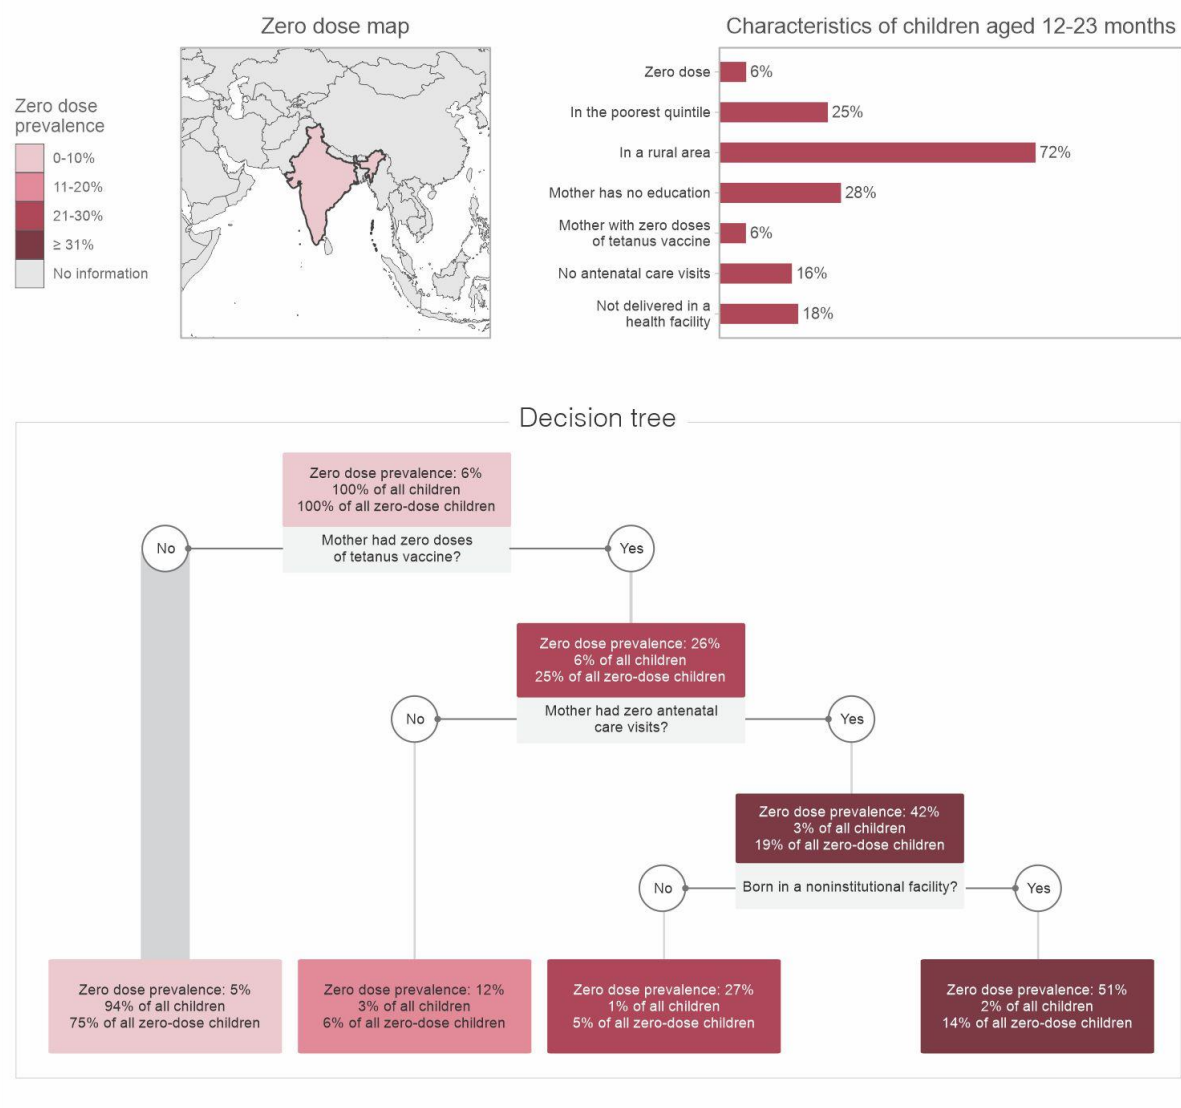 Zero dose map
Zero dose
prevalence
0-10%
11-20%
21-30%
≥ 31%
No information
Characteristics of children aged 12-23 months
Zero dose
6%
In the poorest quintile
25%
In a rural area
72%
Mother has no education
28%
Mother with zero doses
of tetanus vaccine
6%
No antenatal care visits
16%
Not delivered in a
health facility
18%
Decision tree
Zero dose prevalence: 6%
100% of all children
100% of all zero-dose children
Mother had zero doses
of tetanus vaccine?
No
Yes
Zero dose prevalence: 26%
6% of all children
25% of all zero-dose children
Mother had zero antenatal
care visits?
No
Yes
Zero dose prevalence: 42%
3% of all children
19% of all zero-dose children
Born in a noninstitutional facility?
No
Yes
Zero dose prevalence: 5%
94% of all children
75% of all zero-dose children
Zero dose prevalence: 12%
3% of all children
6% of all zero-dose children
Zero dose prevalence: 27%
1% of all children
5% of all zero-dose children
Zero dose prevalence: 51%
2% of all children
14% of all zero-dose children